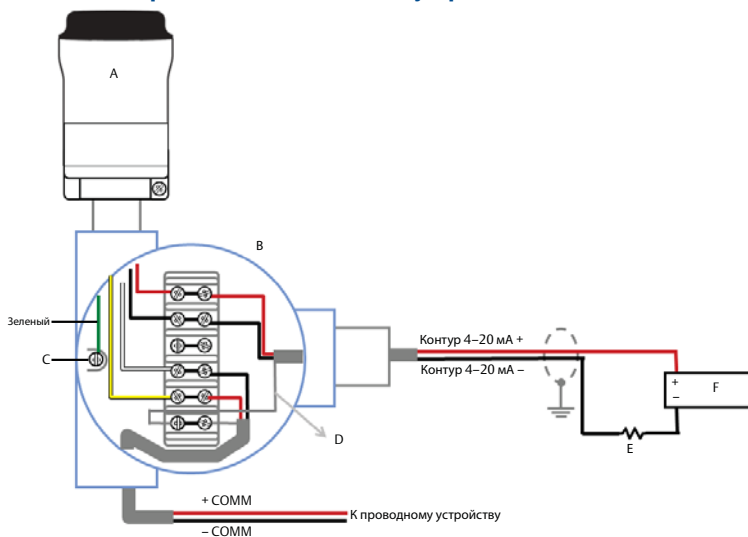 A
B
Зеленый
C
Контур 4–20 мА +
Контур 4–20 мА –
+
–
F
E
D
+ COMM
К проводному устройству
– COMM